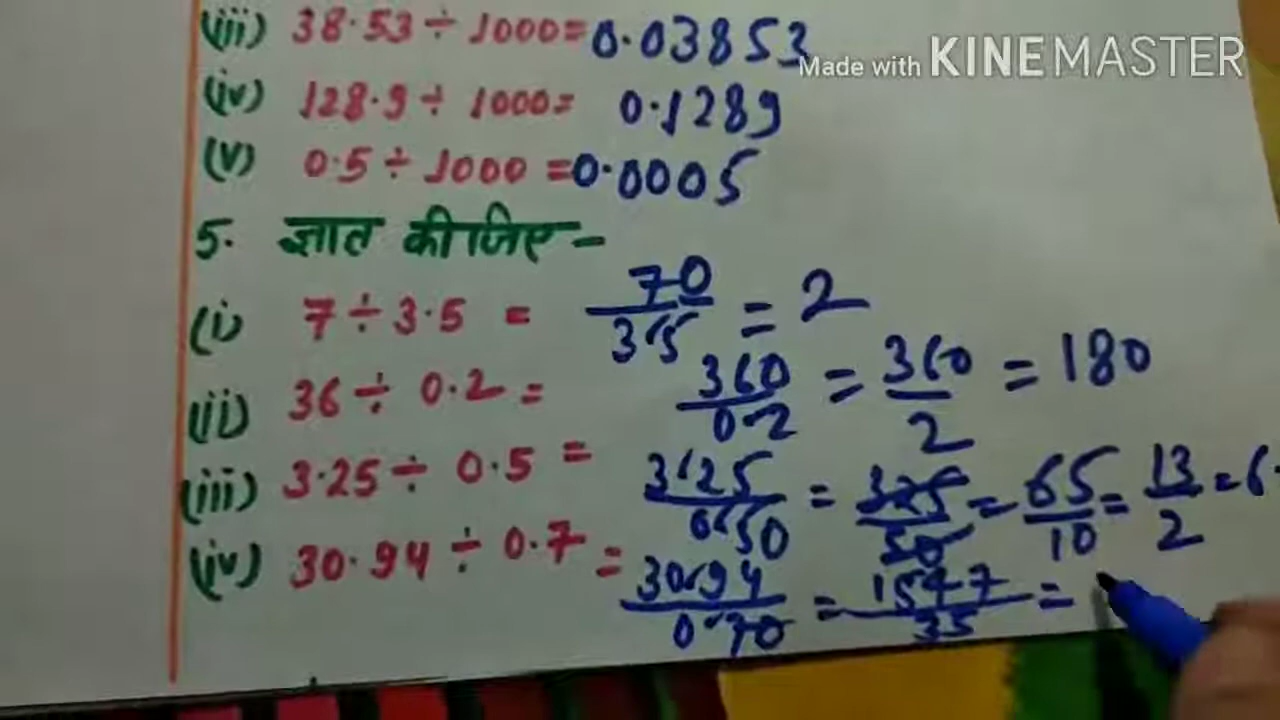 (iii) 38.53 ÷ 1000= 0.03853
Made with KINEMASTER
(iv) 128.9 ÷ 1000= 0.1289
(v) 0.5 ÷ 1000 =0.0005
5. ज्ञात कीजिए -
(i) 7 ÷ 3.5 = 70/3.5 = 2
(ii) 36 ÷ 0.2 = 360/0.2 = 360/2 = 180
(iii) 3.25 ÷ 0.5 = 3.25/0.50 = 325/50 = 65/10 = 13/2 = 6.
(iv) 30.94 ÷ 0.7 = 30.94/0.70 = 1547/35 =